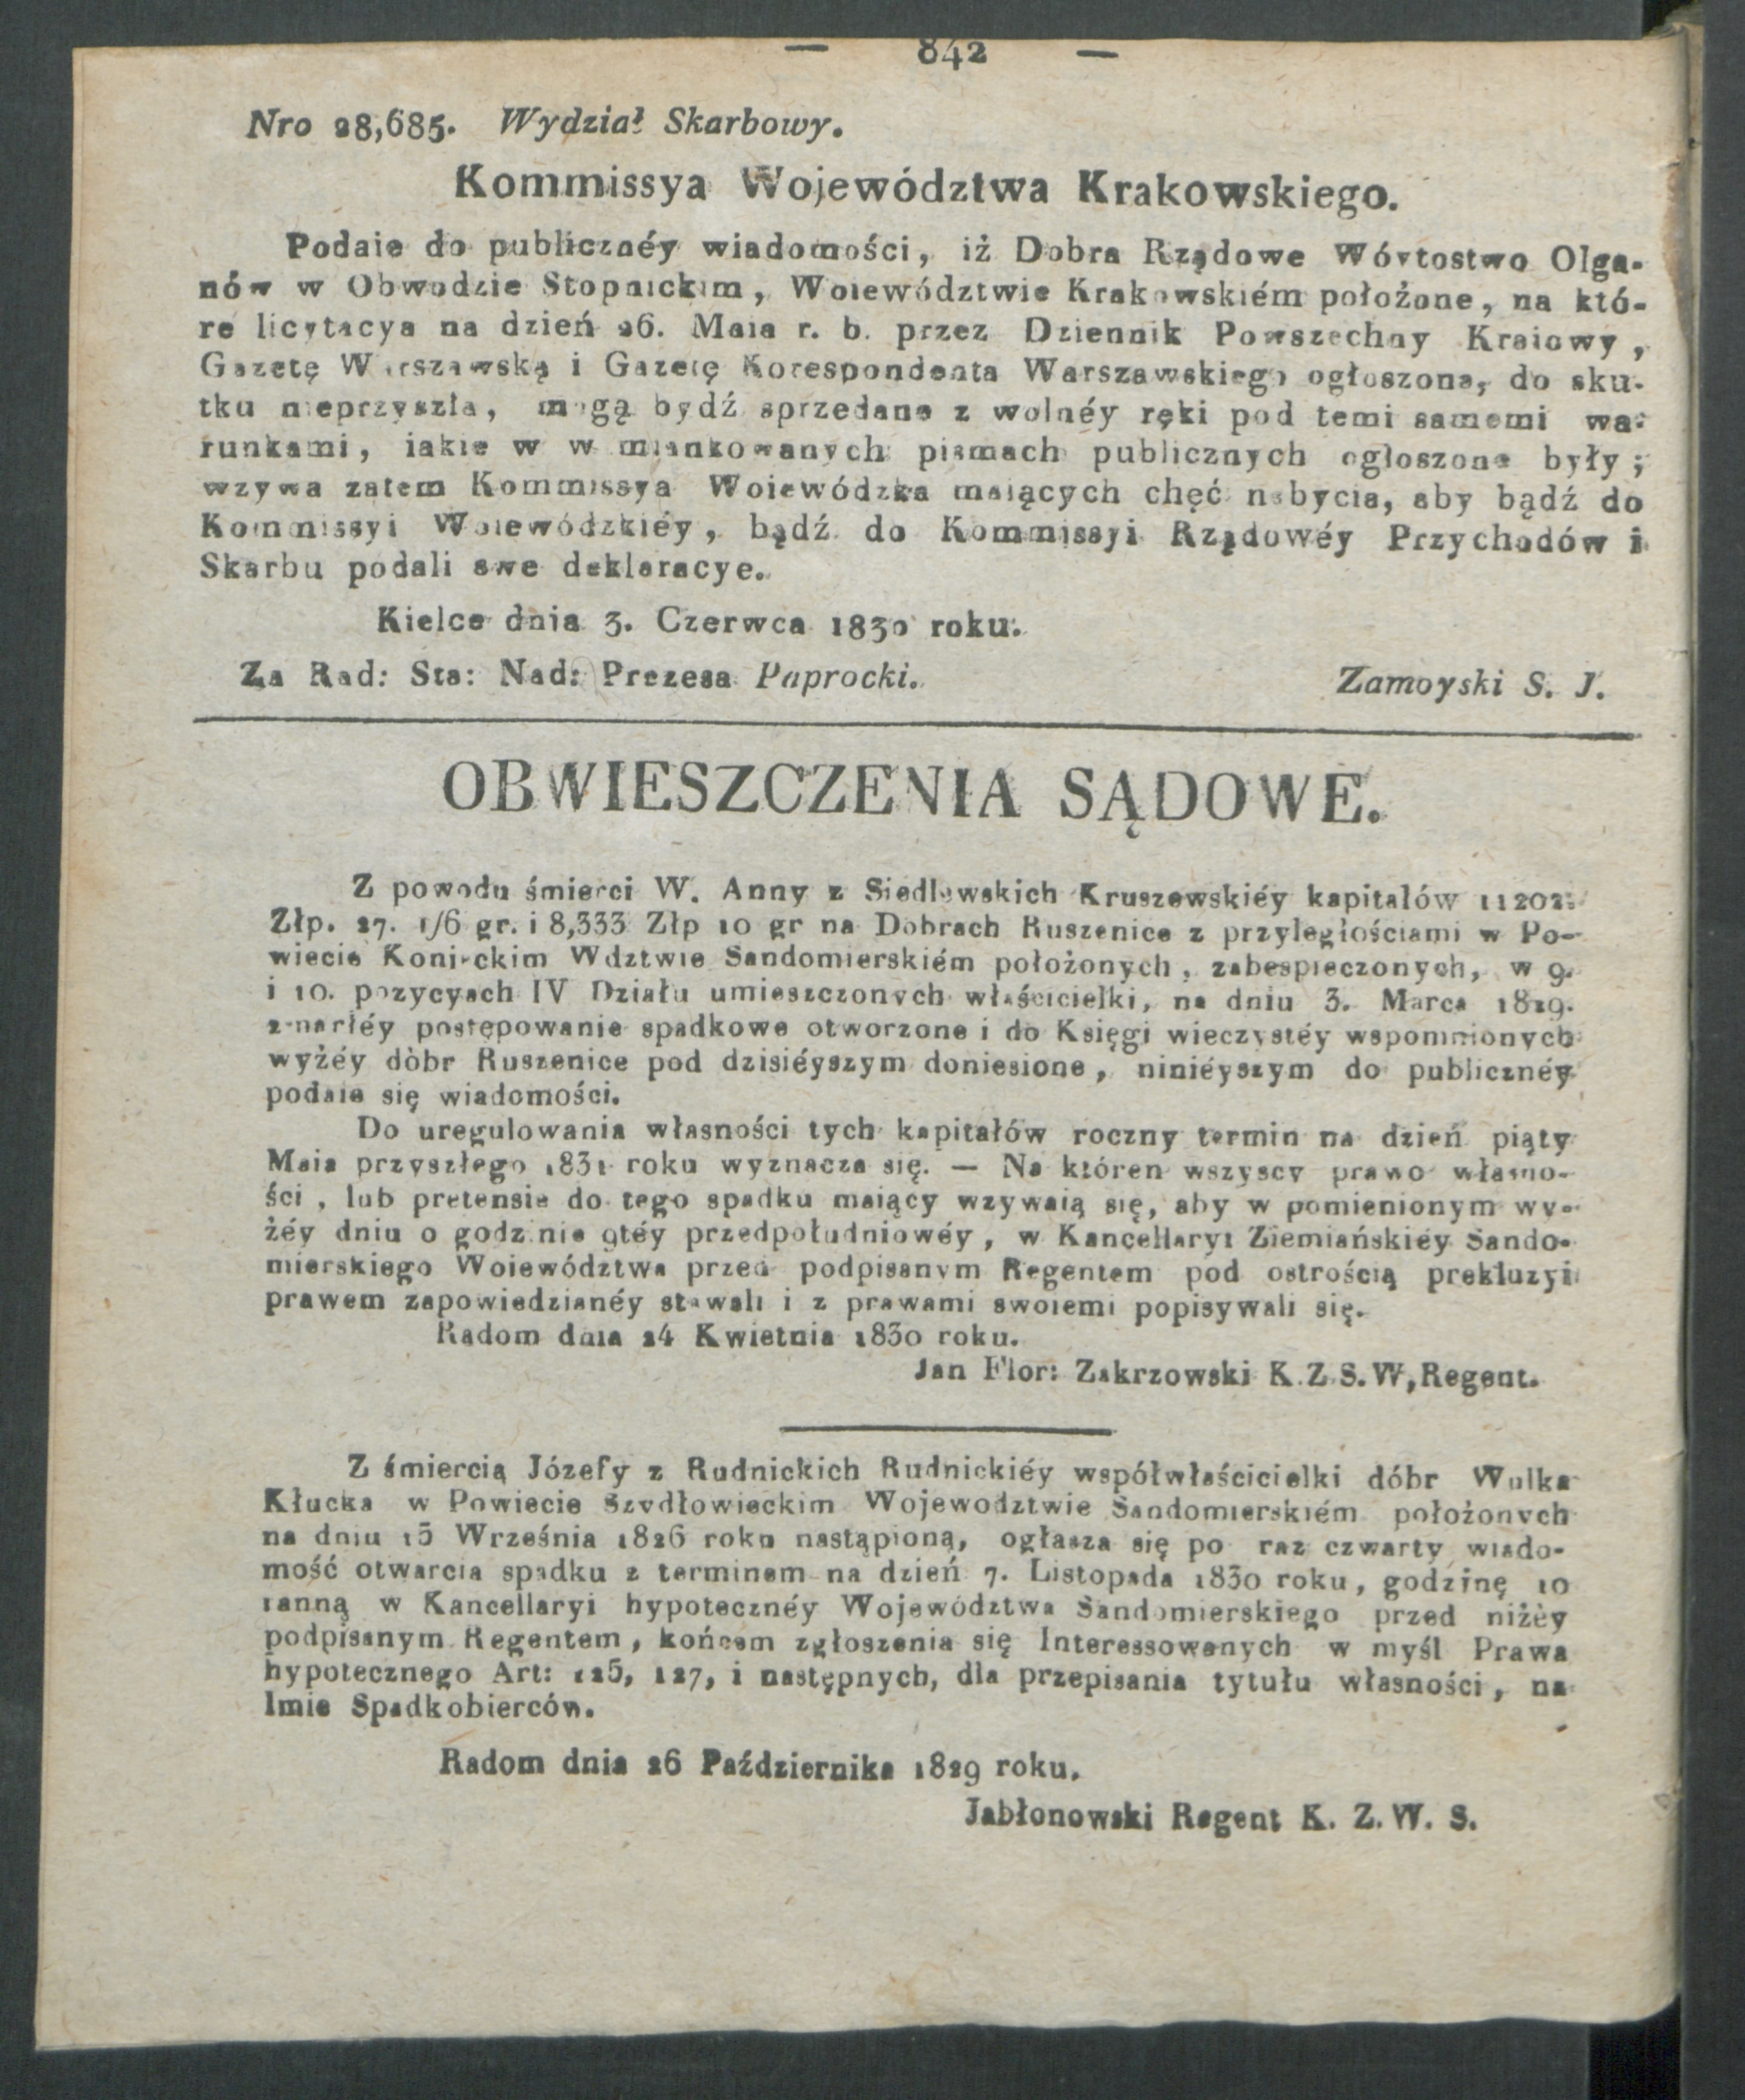 — 842 —
Nro 28,685. Wydział Skarbowy.
Kommissya Województwa Krakowskiego.
Podaie do publicznéy wiadomości, iż Dobra Rządowe Wóytostwo Olga-
nów w Obwodzie Stopnickim, Woiewództwie Krakowskiém położone, na któ-
re licytacya na dzień 26. Maia r. b. przez Dziennik Powszechny Kraiowy,
Gazetę Warszawską i Gazetę Korespondenta Warszawskiego ogłoszona, do sku-
tku nieprzyszła, mogą bydź sprzedane z wolnéy ręki pod temi samemi wa-
runkami, iakie w w miankowanych pismach publicznych ogłoszone były;
wzywa zatem Kommissya Woiewódzka maiących chęć nabycia, aby bądź do
Kommissyi Woiewódzkiéy, bądź do Kommissyi Rządowéy Przychodów i
Skarbu podali swe deklaracye.
Kielce dnia 3. Czerwca 1830 roku.
Za Rad: Sta: Nad: Prezesa Paprocki. Zamoyski S. J.
OBWIESZCZENIA SĄDOWE.
Z powodu śmierci W. Anny z Siedlewskich Kruszewskiéy kapitałów 11202.
Złp. 27. 1/6 gr. i 8,333 Złp 10 gr na Dobrach Ruszenice z przyległościami w Po-
wiecie Konieckim Wdztwie Sandomierskiém położonych, zabespieczonych, w 9.
i 10. pozycyach IV Działu umieszczonych właścicielki, na dniu 3. Marca 1829.
zmarłéy postępowanie spadkowe otworzone i do Księgi wieczystéy wspomnionych
wyżéy dòbr Ruszenice pod dzisiéyszym doniesione, niniéyszym do publicznéy
podaie się wiadomości.
Do uregulowania własności tych kapitałów roczny termin na dzień piąty
Maia przyszłego 1831 roku wyznacza się. — Na któren wszyscy prawo własno-
ści, lub pretensie do tego spadku maiący wzywaią się, aby w pomienionym wy-
żéy dniu o godzinie 9téy przedpołudniowéy, w Kancellaryi Ziemiańskiéy Sando-
mierskiego Woiewództwa przed podpisanym Regentem pod ostrością prekluzyi
prawem zapowiedzianéy stawali i z prawami swoiemi popisywali się.
Radom dnia 24 Kwietnia 1830 roku.
Jan Flor: Zakrzowski K. Z. S. W, Regent.
Z śmiercią Józefy z Rudnickich Rudnickiéy współwłaścicielki dóbr Wulka
Kłucka w Powiecie Szydłowieckim Wojewodztwie Sandomierskiém położonych
na dniu 15 Września 1826 roku nastąpioną, ogłasza się po raz czwarty wiado-
mość otwarcia spadku z terminem na dzień 7. Listopada 1830 roku, godzinę 10
ranną w Kancellaryi hypotecznéy Województwa Sandomierskiego przed niżéy
podpisanym Regentem, końcem zgłoszenia się Interessowanych w myśl Prawa
hypotecznego Art: 125, 127, i następnych, dla przepisania tytułu własności, na
Imie Spadkobierców.
Radom dnia 26 Października 1829 roku.
Jabłonowski Regent K. Z. W. S.